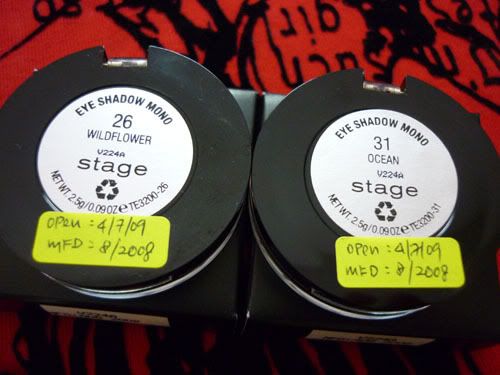 EYE SHADOW MONO
26
WILDFLOWER
V224A
stage
NET WT. 2.5g/0.09OZ e TE3200-26
OPEN : 4/7/09
MFD : 8/2008
EYE SHADOW MONO
31
OCEAN
V224A
stage
NET WT. 2.5g/0.09OZ e TE3200-31
OPEN : 4/7/09
MFD : 8/2008